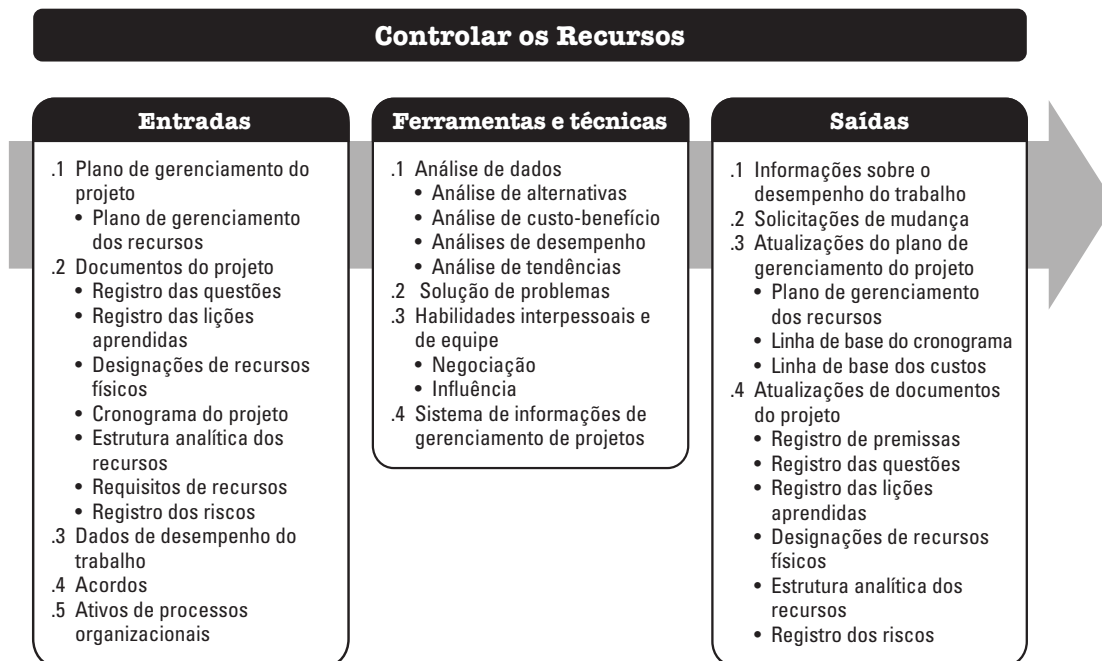 Controlar os Recursos
Entradas
.1 Plano de gerenciamento do
projeto
• Plano de gerenciamento
dos recursos
.2 Documentos do projeto
• Registro das questões
• Registro das lições
aprendidas
• Designações de recursos
físicos
• Cronograma do projeto
• Estrutura analítica dos
recursos
• Requisitos de recursos
• Registro dos riscos
.3 Dados de desempenho do
trabalho
.4 Acordos
.5 Ativos de processos
organizacionais
Ferramentas e técnicas
.1 Análise de dados
• Análise de alternativas
• Análise de custo-benefício
• Análises de desempenho
• Análise de tendências
.2 Solução de problemas
.3 Habilidades interpessoais e
de equipe
• Negociação
• Influência
.4 Sistema de informações de
gerenciamento de projetos
Saídas
.1 Informações sobre o
desempenho do trabalho
.2 Solicitações de mudança
.3 Atualizações do plano de
gerenciamento do projeto
• Plano de gerenciamento
dos recursos
• Linha de base do cronograma
• Linha de base dos custos
.4 Atualizações de documentos
do projeto
• Registro de premissas
• Registro das questões
• Registro das lições
aprendidas
• Designações de recursos
físicos
• Estrutura analítica dos
recursos
• Registro dos riscos